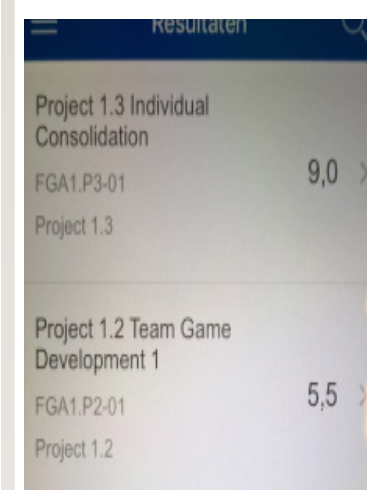 Resultaten
Project 1.3 Individual
Consolidation
9,0
FGA1.P3-01
Project 1.3
Project 1.2 Team Game
Development 1
5,5
FGA1.P2-01
Project 1.2